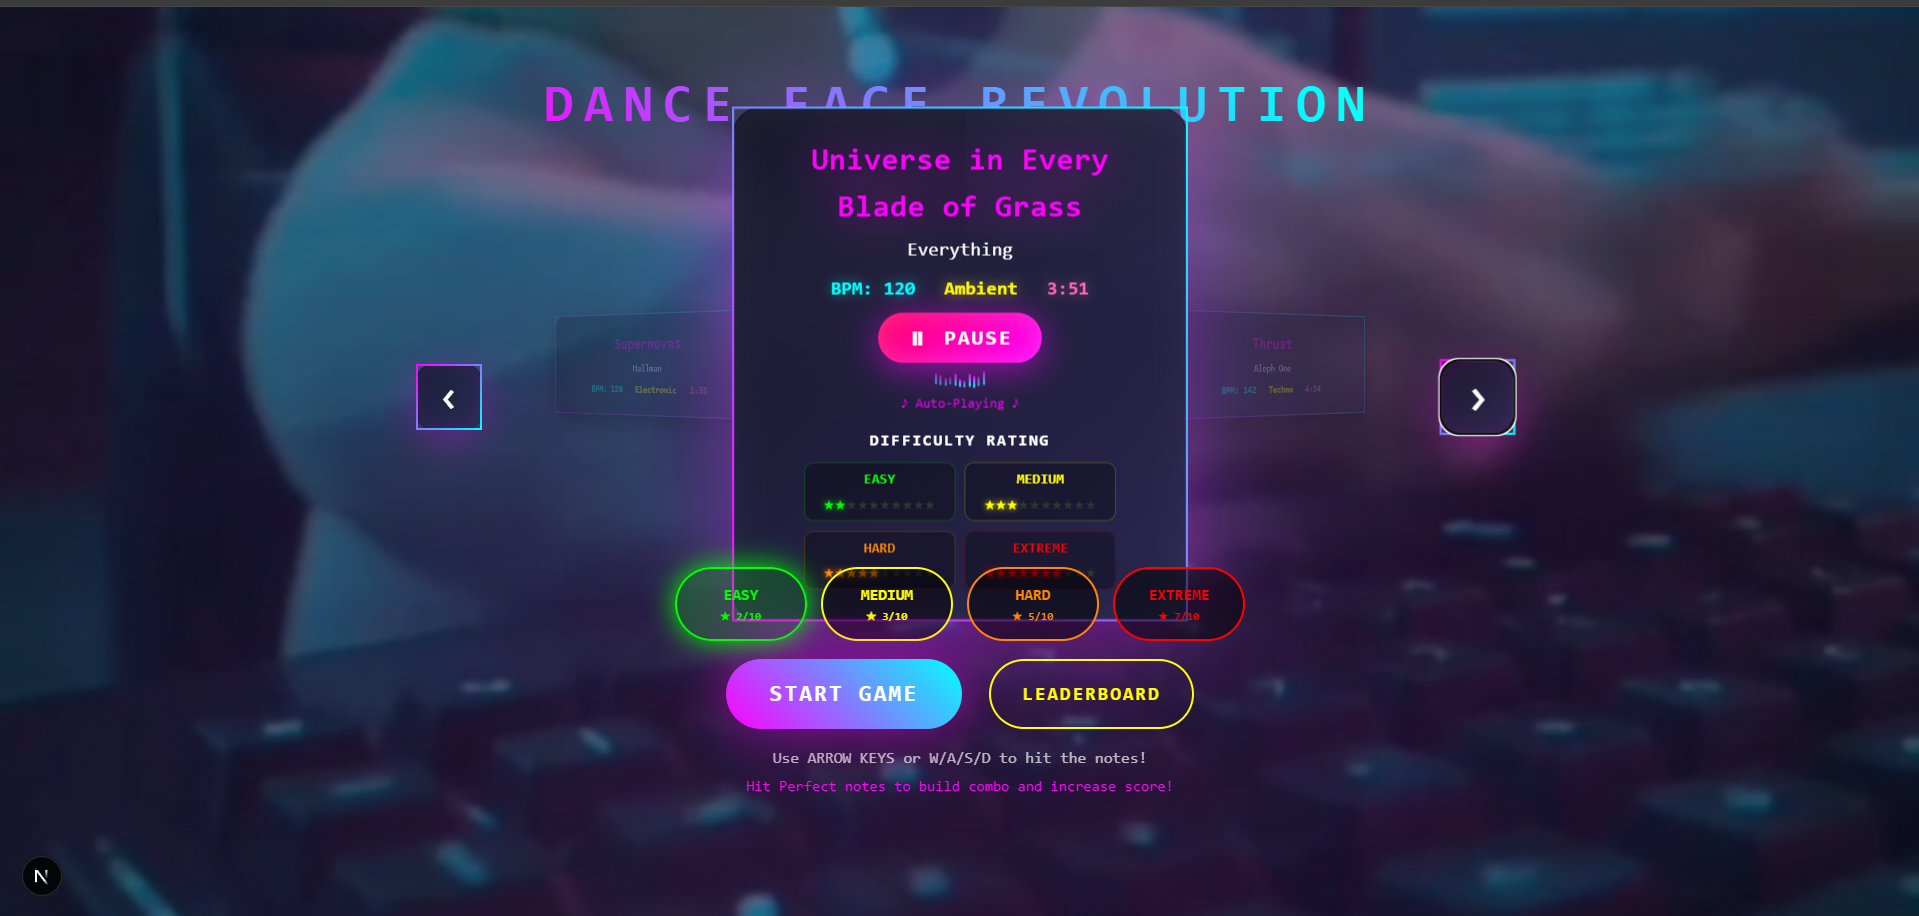 DANCE FACE REVOLUTION
Universe in Every
Blade of Grass
Everything
BPM: 120 Ambient 3:51
PAUSE
♪ Auto-Playing ♪
Supernovas
Hallman
BPM: 128 Electronic 2:35
Thrust
Aleph One
BPM: 142 Techno 4:34
‹
›
DIFFICULTY RATING
EASY
★★★★★★★★★★
MEDIUM
★★★★★★★★★★
HARD
EXTREME
EASY
★ 2/10
MEDIUM
★ 3/10
HARD
★ 5/10
EXTREME
★ 7/10
START GAME
LEADERBOARD
Use ARROW KEYS or W/A/S/D to hit the notes!
Hit Perfect notes to build combo and increase score!
N